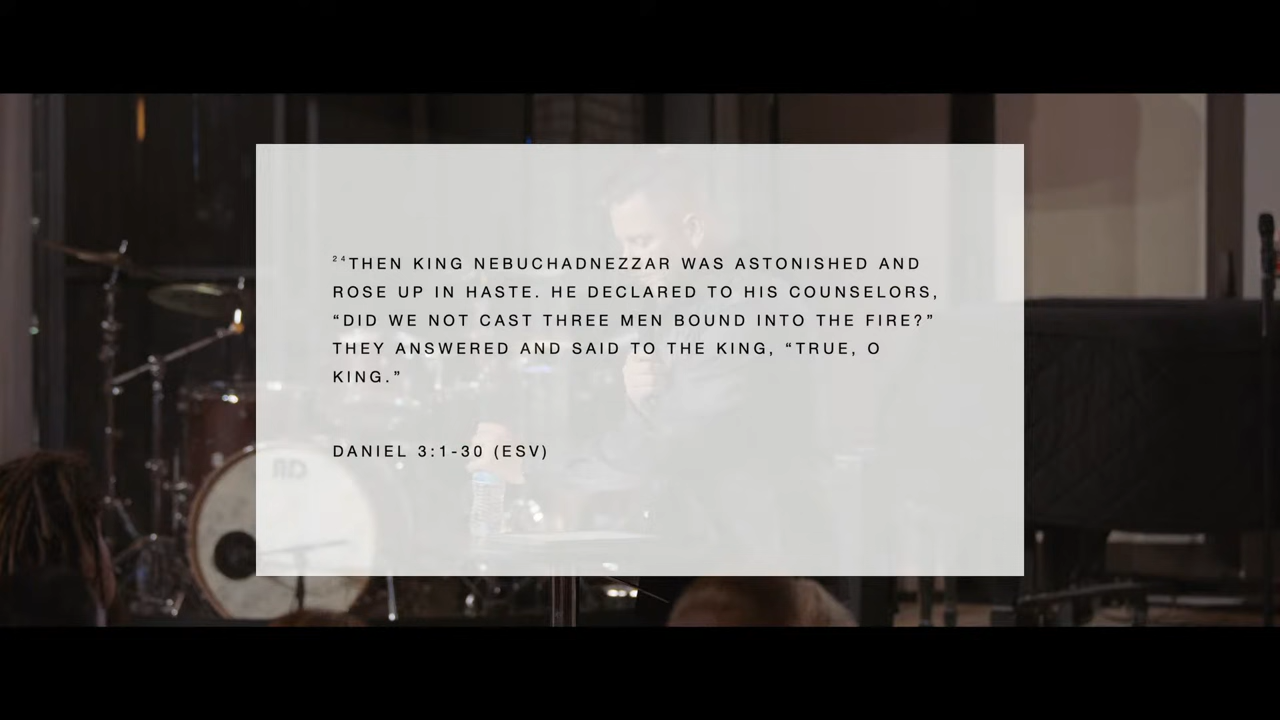 ²⁴THEN KING NEBUCHADNEZZAR WAS ASTONISHED AND
ROSE UP IN HASTE. HE DECLARED TO HIS COUNSELORS,
“DID WE NOT CAST THREE MEN BOUND INTO THE FIRE?”
THEY ANSWERED AND SAID TO THE KING, “TRUE, O
KING.”
DANIEL 3:1-30 (ESV)